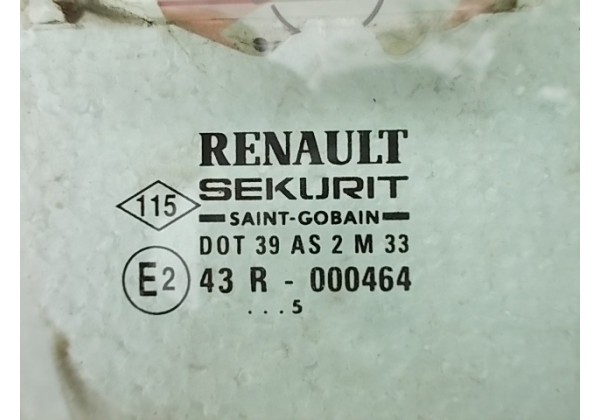 RENAULT
115 SEKURIT
SAINT-GOBAIN
DOT 39 AS 2 M 33
E2 43 R - 000464
...5